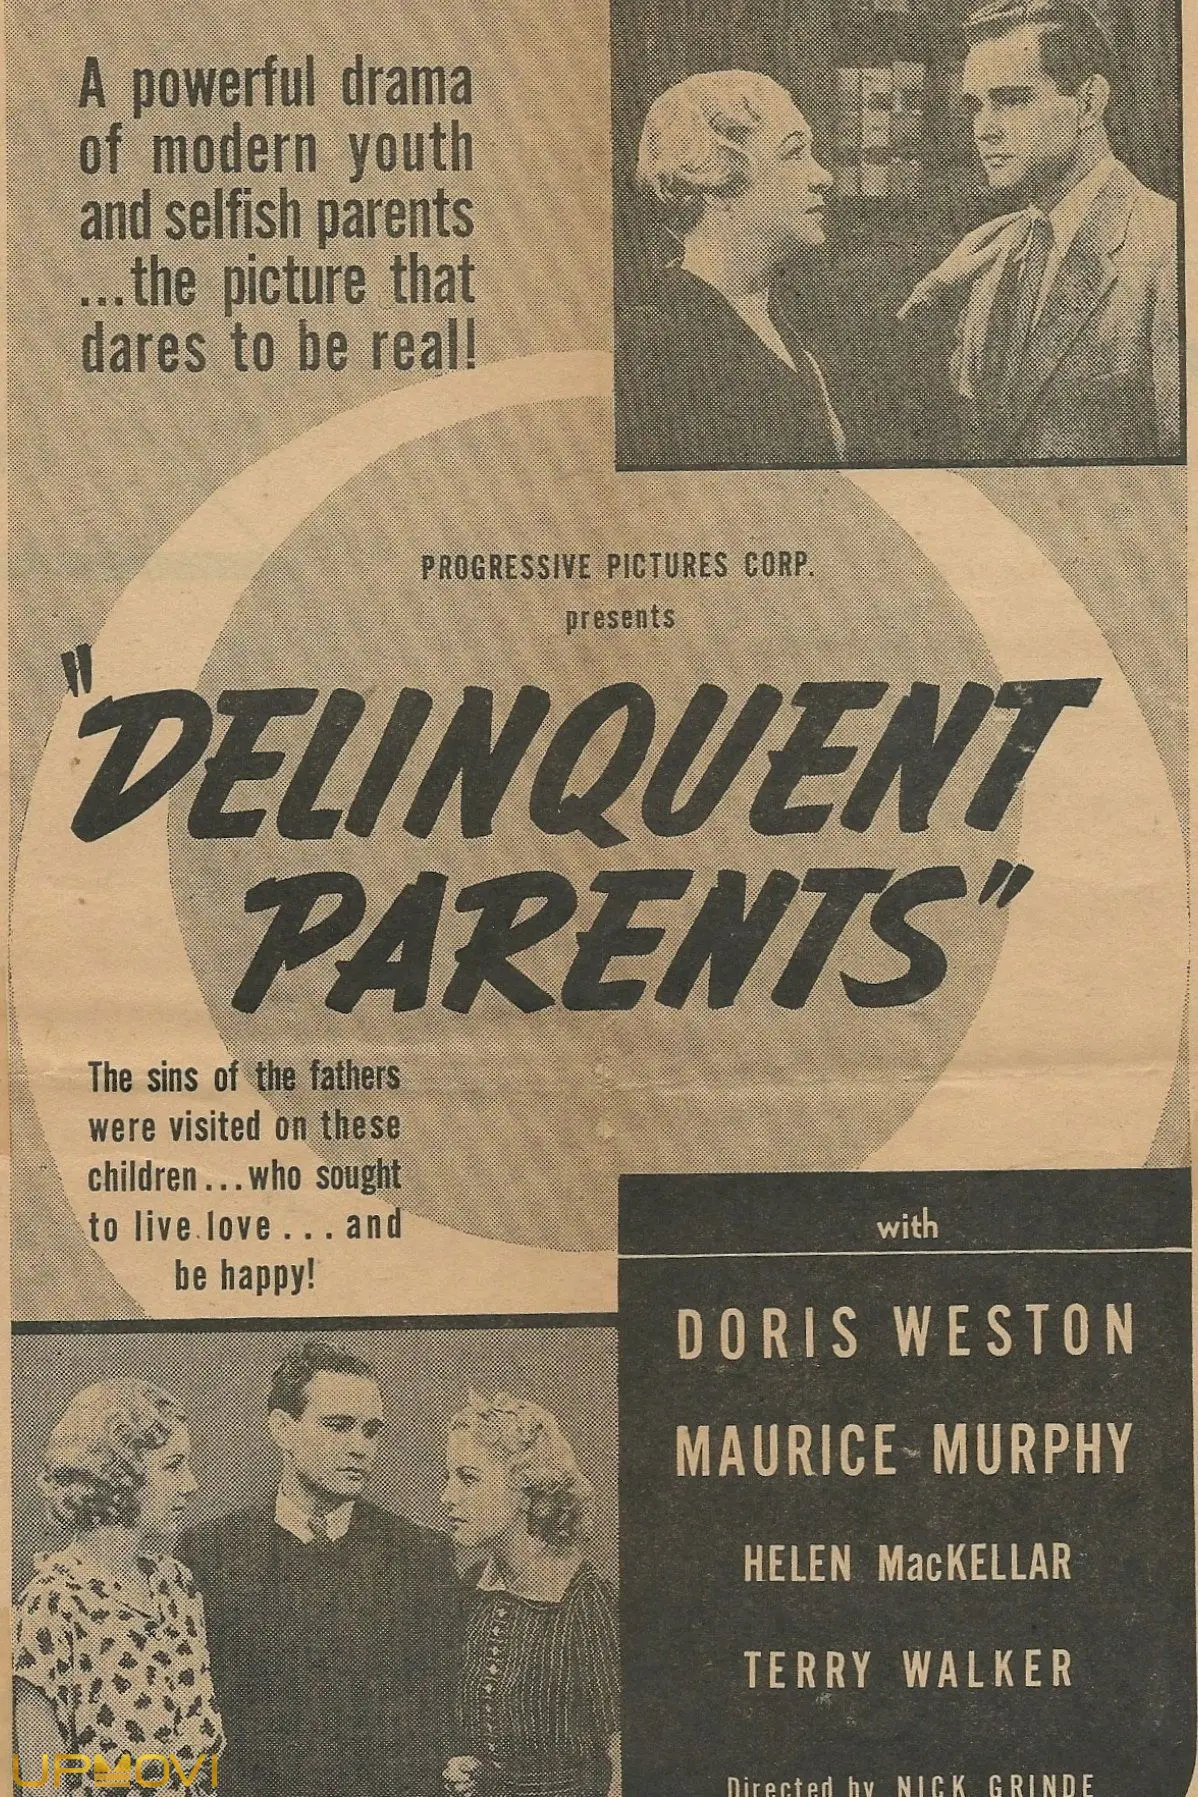 A powerful drama
of modern youth
and selfish parents
...the picture that
dares to be real!
PROGRESSIVE PICTURES CORP.
presents
"DELINQUENT
PARENTS"
The sins of the fathers
were visited on these
children...who sought
to live.love...and
be happy!
with
DORIS WESTON
MAURICE MURPHY
HELEN MacKELLAR
TERRY WALKER
Directed by NICK GRINDE
UPMOVI